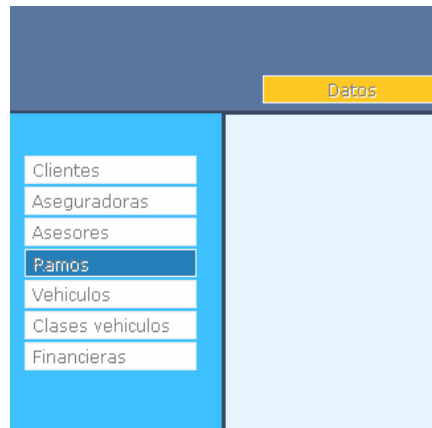 Datos
Clientes
Aseguradoras
Asesores
Ramos
Vehiculos
Clases vehiculos
Financieras